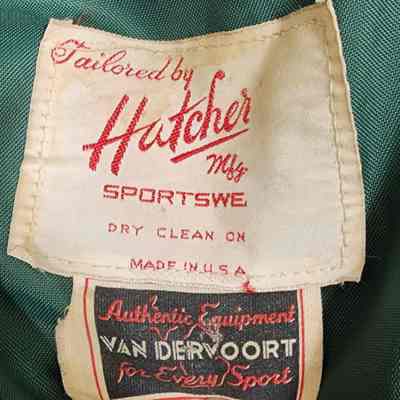 Tailored by
Hatcher
Mfg.
SPORTSWE
DRY CLEAN ON
MADE IN U.S.A
Authentic Equipment
VAN DERVOORT
for Every Sport